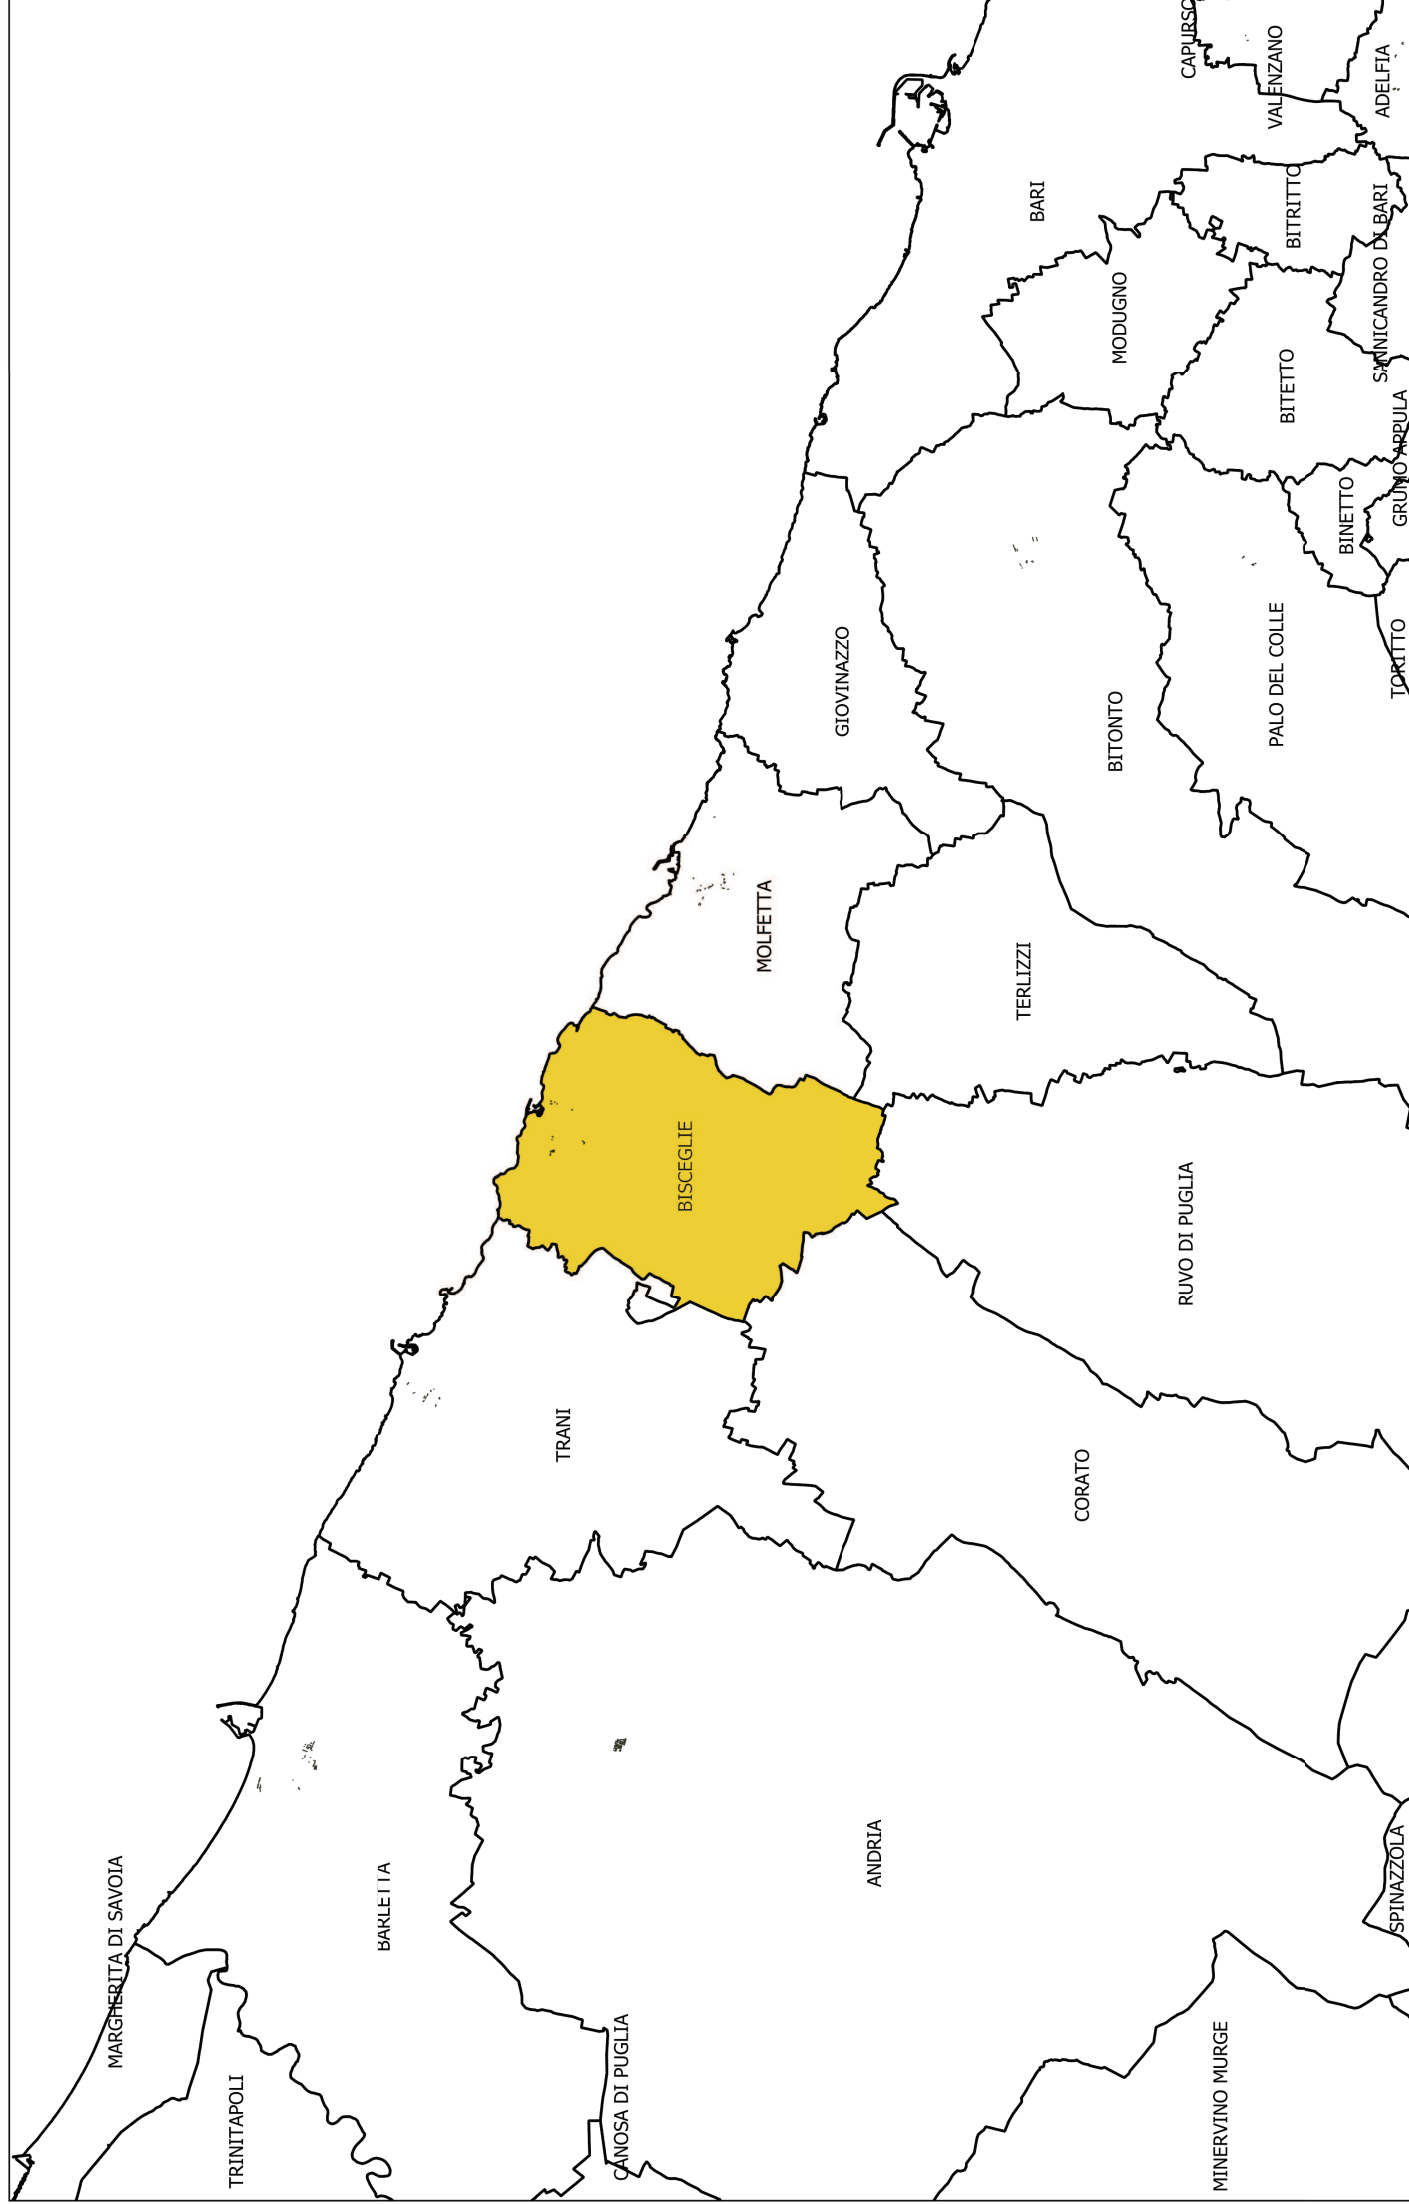 MARGHERITA DI SAVOIA
TRINITAPOLI
BARLETTA
CANOSA DI PUGLIA
ANDRIA
MINERVINO MURGE
SPINAZZOLA
TRANI
CORATO
BISCEGLIE
RUVO DI PUGLIA
MOLFETTA
TERLIZZI
GIOVINAZZO
BITONTO
PALO DEL COLLE
TORITTO
BINETTO
GRUMO APPULA
BITETTO
MODUGNO
SANNICANDRO DI BARI
BARI
BITRITTO
CAPURSO
VALENZANO
ADELFIA